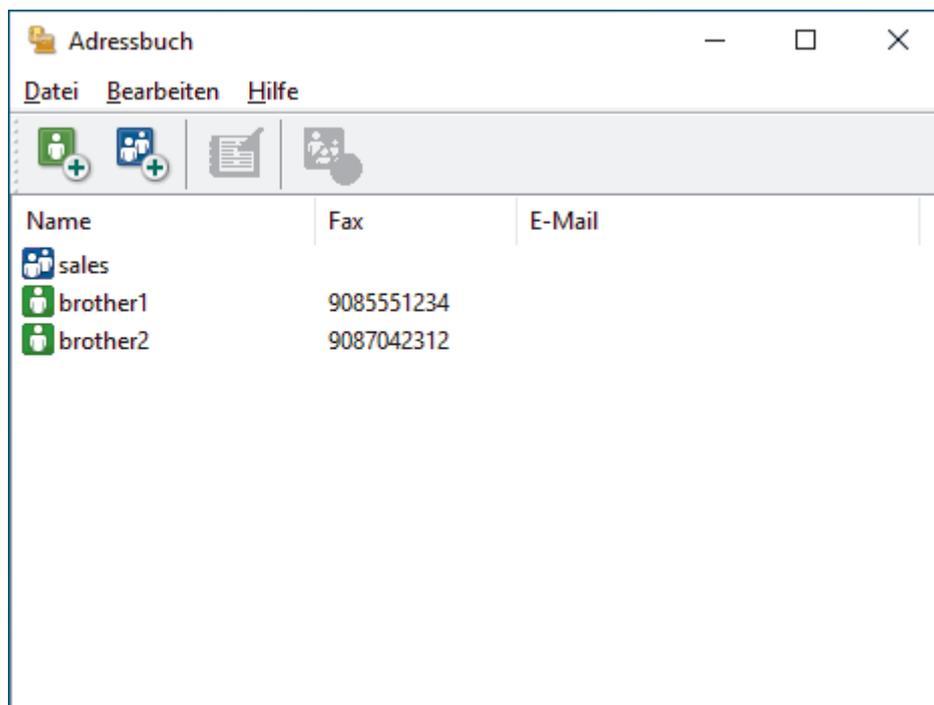 Adressbuch
Datei Bearbeiten Hilfe
Name Fax E-Mail
sales
brother1 9085551234
brother2 9087042312